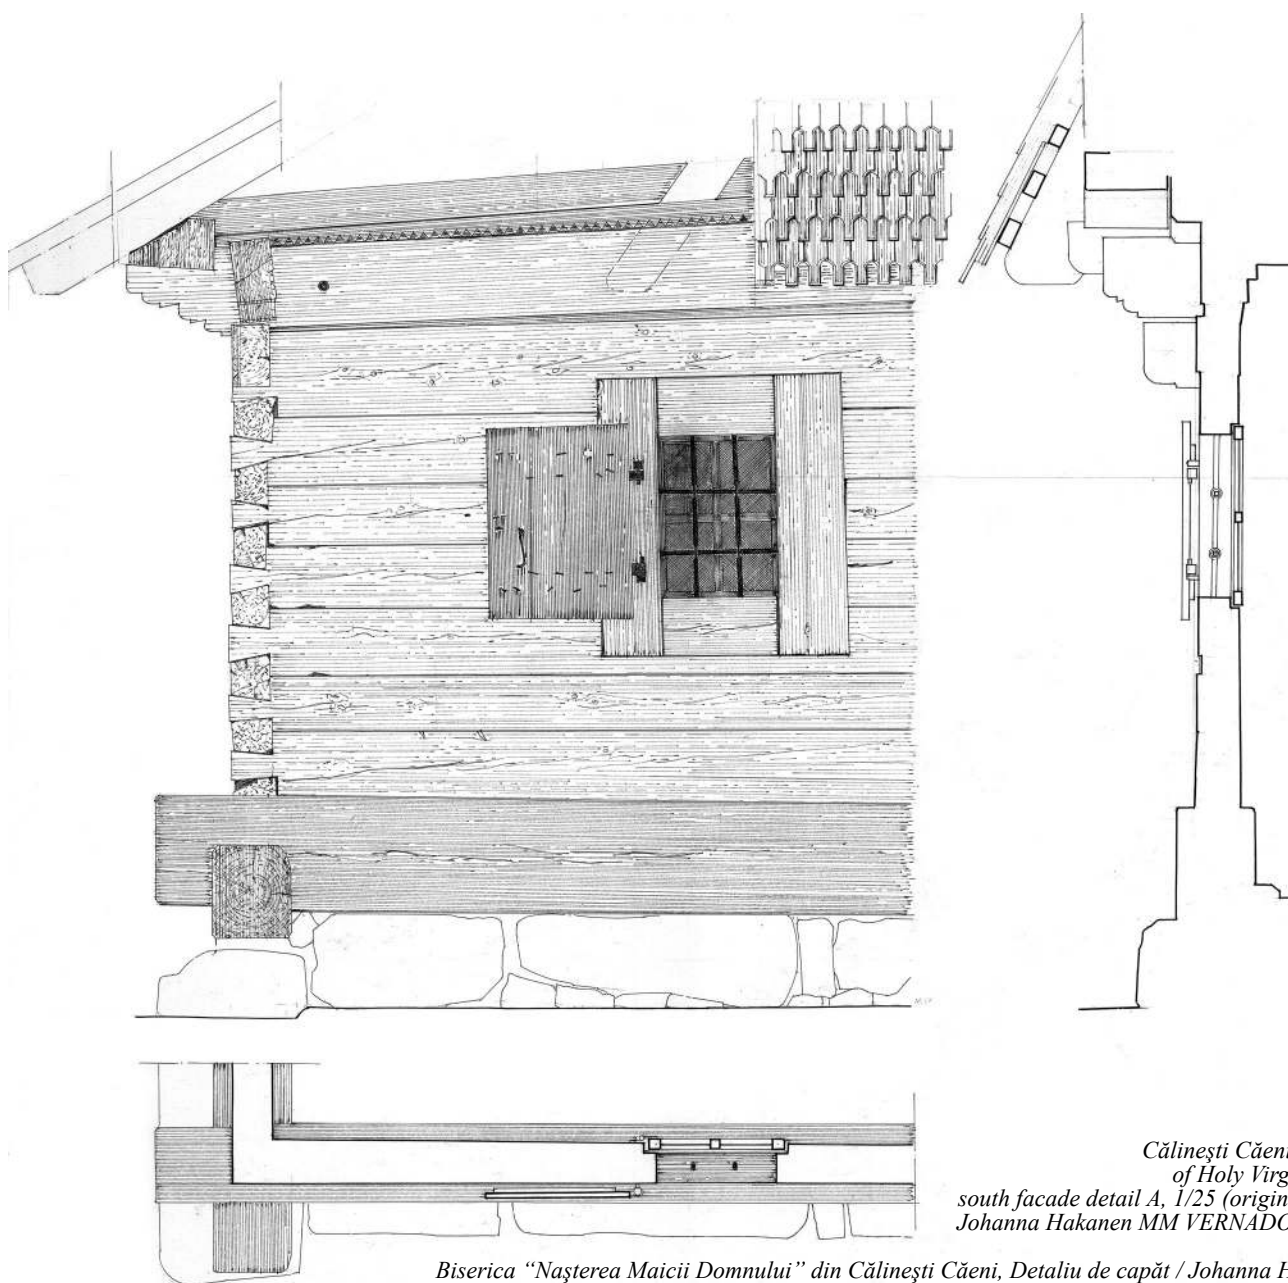 Călineşti Căeni
of Holy Virg
south facade detail A, 1/25 (origin
Johanna Hakanen MM VERNADO
Biserica “Naşterea Maicii Domnului” din Călineşti Căeni, Detaliu de capăt / Johanna H